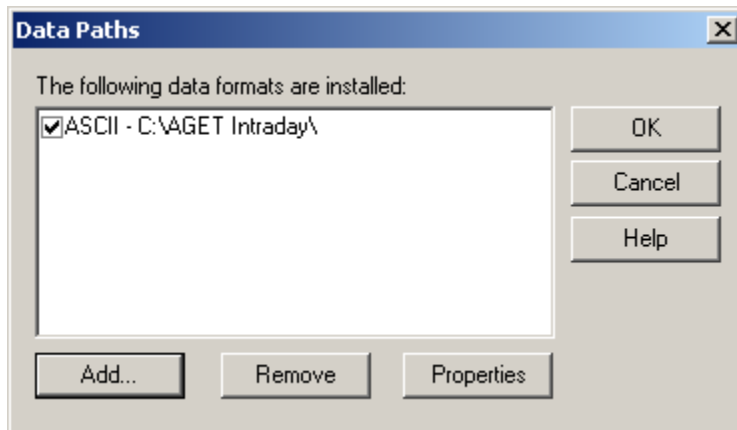 Data Paths
The following data formats are installed:
ASCII - C:\AGET Intraday\
OK
Cancel
Help
Add...
Remove
Properties